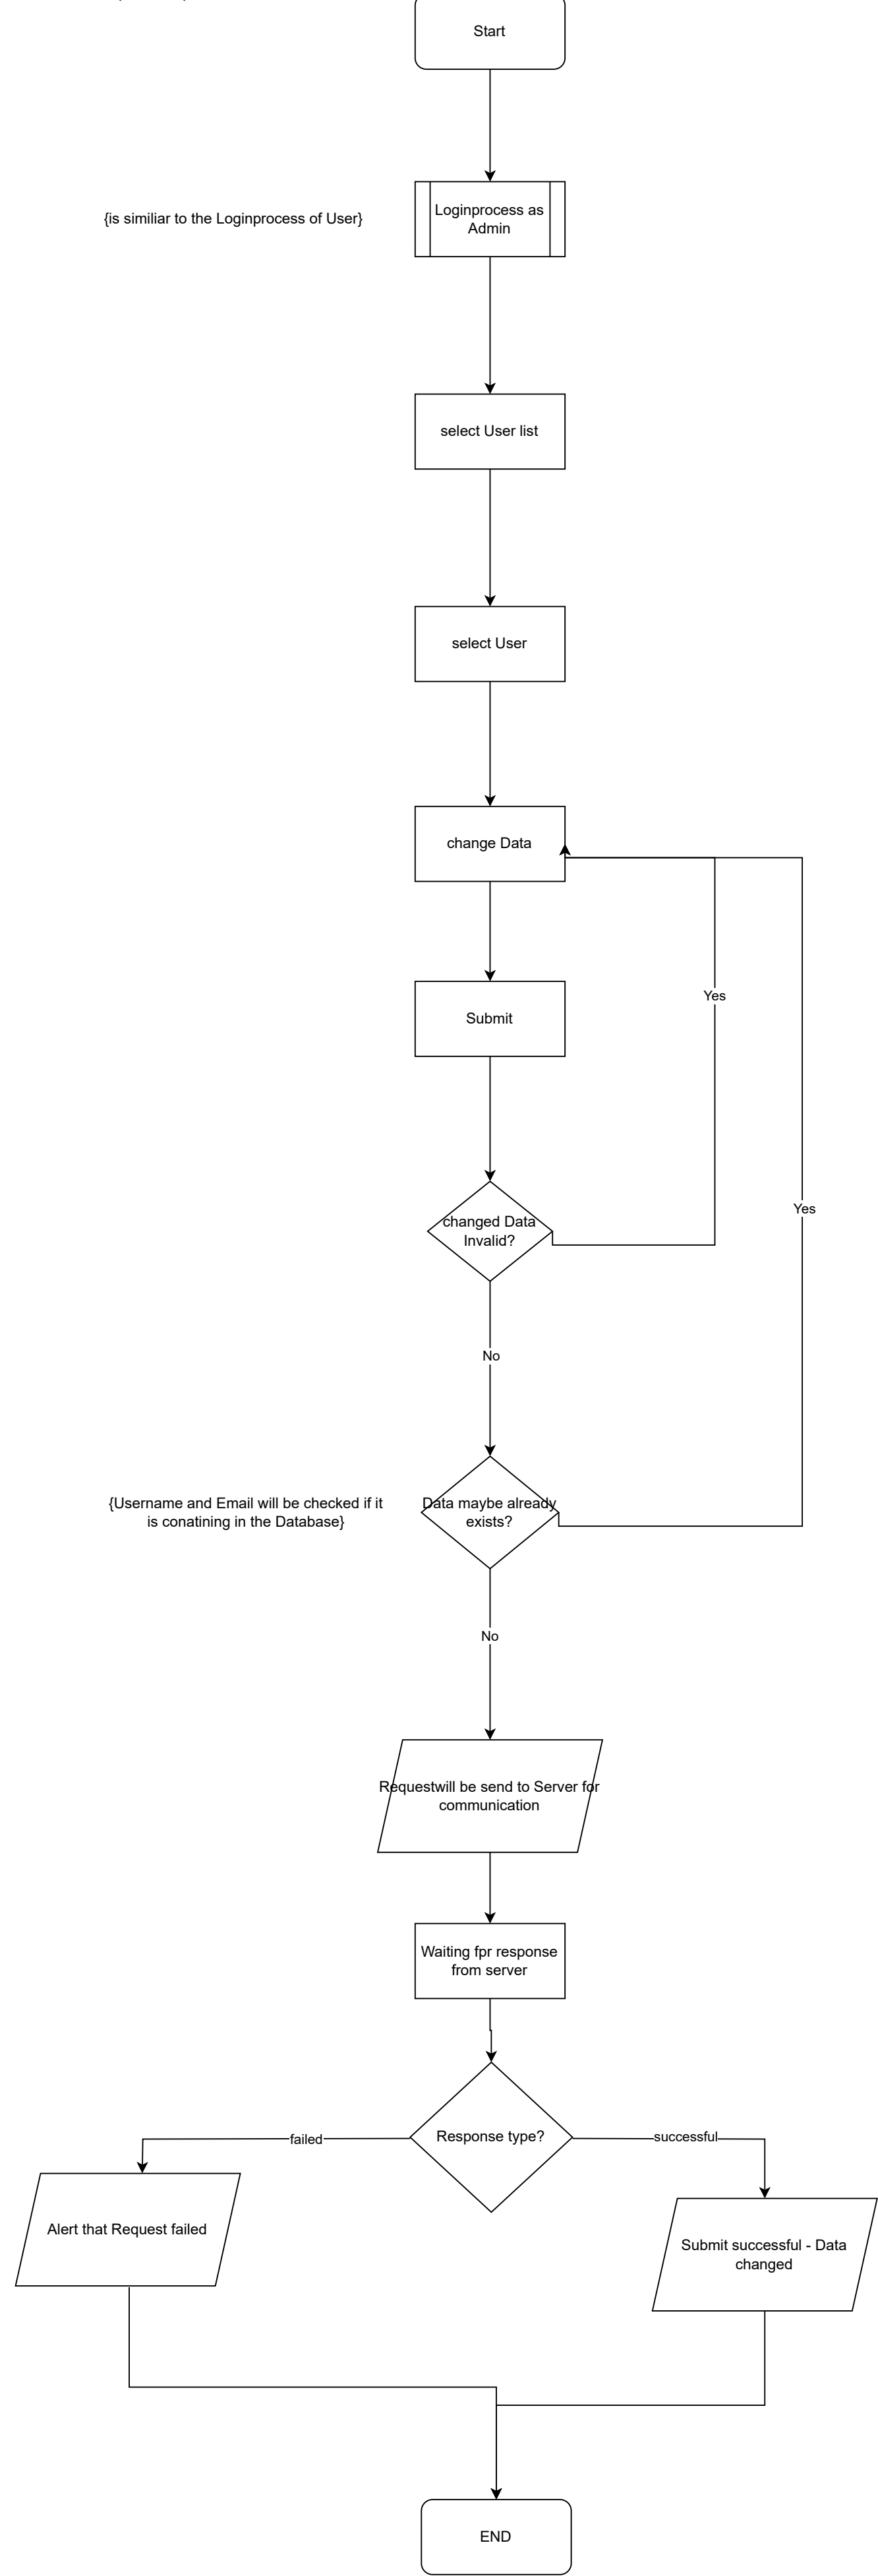 Start
{is similiar to the Loginprocess of User}
Loginprocess as
Admin
select User list
select User
change Data
Submit
Yes
changed Data
Invalid?
Yes
No
{Username and Email will be checked if it
is conatining in the Database}
Data maybe already
exists?
No
Requestwill be send to Server for
communication
Waiting fpr response
from server
Response type?
failed
successful
Alert that Request failed
Submit successful - Data
changed
END